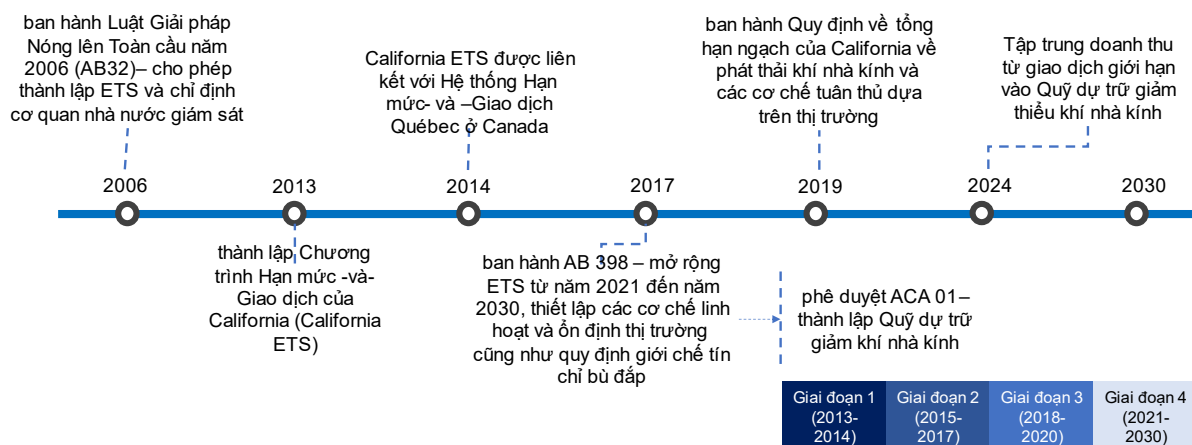 ban hành Luật Giải pháp
Nóng lên Toàn cầu năm
2006 (AB32)– cho phép
thành lập ETS và chỉ định
cơ quan nhà nước giám sát
California ETS được liên
kết với Hệ thống Hạn
mức- và –Giao dịch
Québec ở Canada
ban hành Quy định về tổng
hạn ngạch của California về
phát thải khí nhà kính và
các cơ chế tuân thủ dựa
trên thị trường
Tập trung doanh thu
từ giao dịch giới hạn
vào Quỹ dự trữ giảm
thiểu khí nhà kính
2006
2013
2014
2017
2019
2024
2030
thành lập Chương
trình Hạn mức -và-
Giao dịch của
California (California
ETS)
ban hành AB 398 – mở rộng
ETS từ năm 2021 đến năm
2030, thiết lập các cơ chế linh
hoạt và ổn định thị trường
cũng như quy định giới chế tín
chỉ bù đắp
phê duyệt ACA 01–
thành lập Quỹ dự trữ
giảm khí nhà kính
Giai đoạn 1
(2013-
2014)
Giai đoạn 2
(2015-
2017)
Giai đoạn 3
(2018-
2020)
Giai đoạn 4
(2021-
2030)